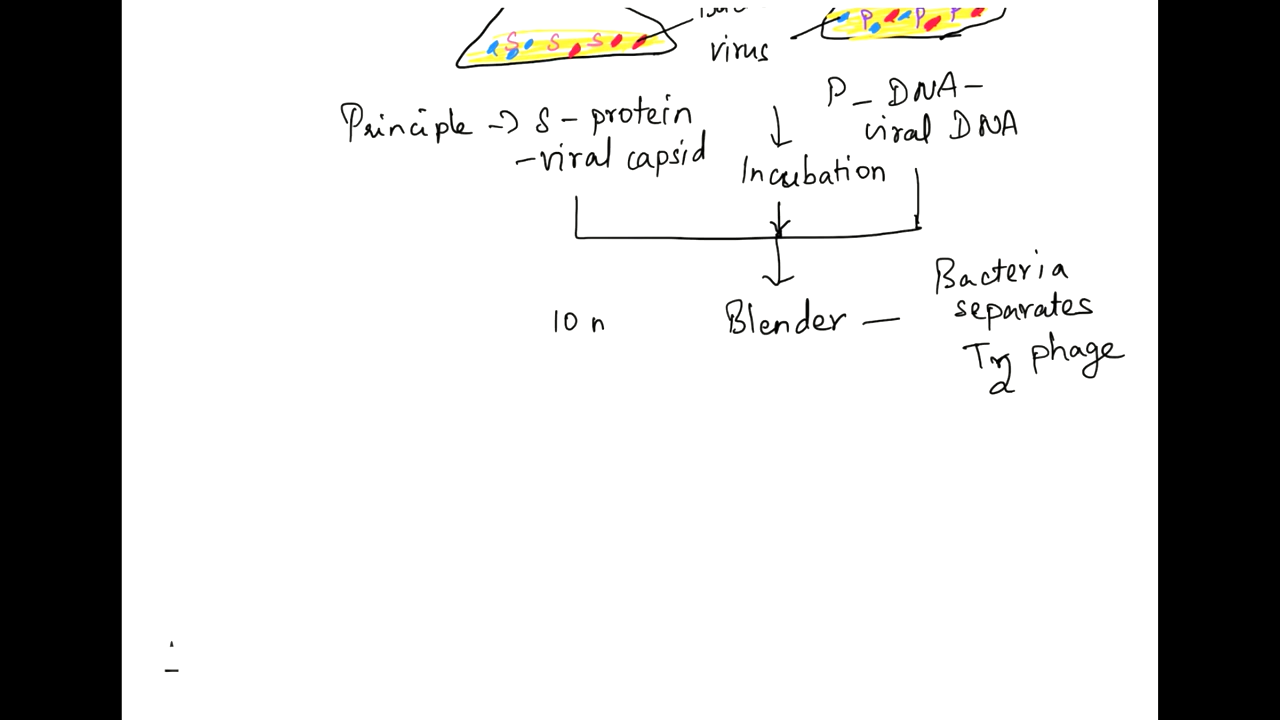 S S S
P P P
virus
Principle → S - protein
- viral capsid
P - DNA -
viral DNA
Incubation
10 n
Blender —
Bacteria
separates
T2 phage